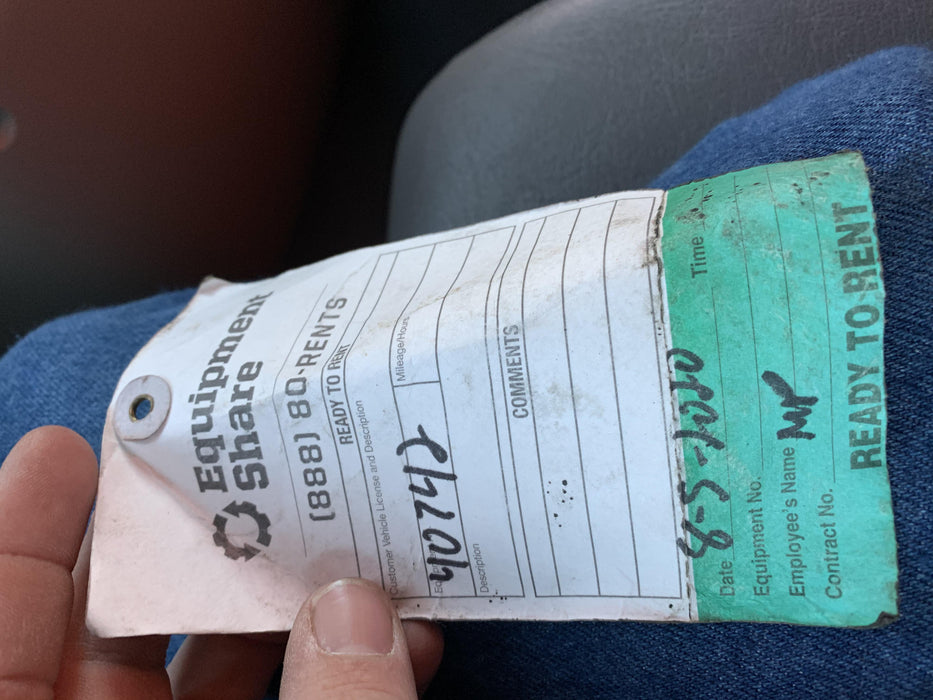 Equipment
Share
(888) 80-RENTS
READY TO RENT
Customer Vehicle License and Description
Mileage/Hours
40742
Description
COMMENTS
8-5-2020
Date Time
Equipment No.
Employee's Name MP
Contract No.
READY TO RENT